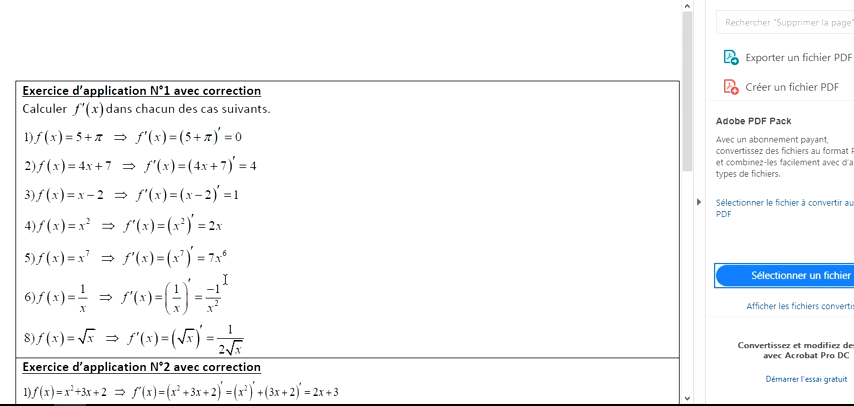 Rechercher "Supprimer la page"
Exporter un fichier PDF
Créer un fichier PDF
Adobe PDF Pack
Avec un abonnement payant,
convertissez des fichiers au format
et combinez-les facilement avec
types de fichiers.
Sélectionner le fichier à convertir au
PDF
Sélectionner un fichier
Afficher les fichiers convertis
Convertissez et modifiez
avec Acrobat Pro DC
Démarrer l'essai gratuit
Exercice d'application N°1 avec correction
Calculer f'(x) dans chacun des cas suivants.
1) f(x) = 5+π ⇒ f'(x) = (5+π)' = 0
2) f(x) = 4x+7 ⇒ f'(x) = (4x+7)' = 4
3) f(x) = x−2 ⇒ f'(x) = (x−2)' = 1
4) f(x) = x² ⇒ f'(x) = (x²)' = 2x
5) f(x) = x⁷ ⇒ f'(x) = (x⁷)' = 7x⁶
6) f(x) = 1/x ⇒ f'(x) = (1/x)' = −1/x²
8) f(x) = √x ⇒ f'(x) = (√x)' = 1/(2√x)
Exercice d'application N°2 avec correction
1) f(x) = x²+3x+2 ⇒ f'(x) = (x²+3x+2)' = (x²)' + (3x+2)' = 2x+3